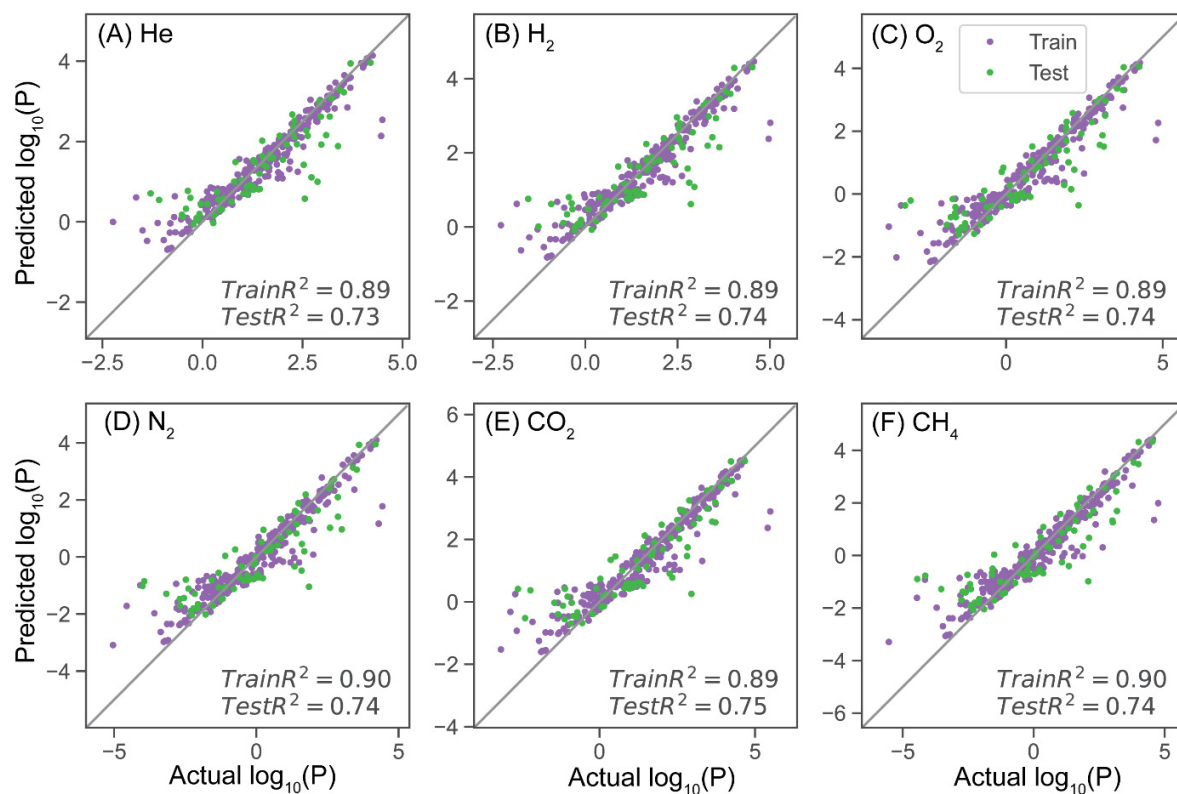 (A) He
(B) H₂
(C) O₂
Train
Test
Predicted log₁₀(P)
4
2
0
−2
TrainR² = 0.89
TestR² = 0.73
−2.5
0.0
2.5
5.0
4
2
0
−2
TrainR² = 0.89
TestR² = 0.74
−2.5
0.0
2.5
5.0
4
2
0
−2
−4
TrainR² = 0.89
TestR² = 0.74
0
5
(D) N₂
(E) CO₂
(F) CH₄
Predicted log₁₀(P)
4
2
0
−2
−4
TrainR² = 0.90
TestR² = 0.74
−5
0
5
Actual log₁₀(P)
6
4
2
0
−2
−4
TrainR² = 0.89
TestR² = 0.75
0
5
Actual log₁₀(P)
4
2
0
−2
−4
−6
TrainR² = 0.90
TestR² = 0.74
−5
0
5
Actual log₁₀(P)